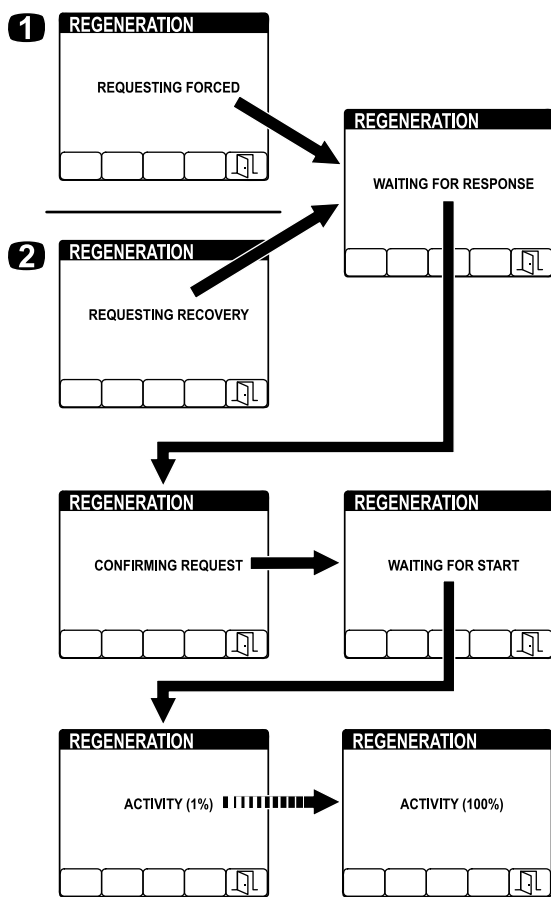 1
REGENERATION
REQUESTING FORCED
REGENERATION
WAITING FOR RESPONSE
2
REGENERATION
REQUESTING RECOVERY
REGENERATION
CONFIRMING REQUEST
REGENERATION
WAITING FOR START
REGENERATION
ACTIVITY (1%)
REGENERATION
ACTIVITY (100%)